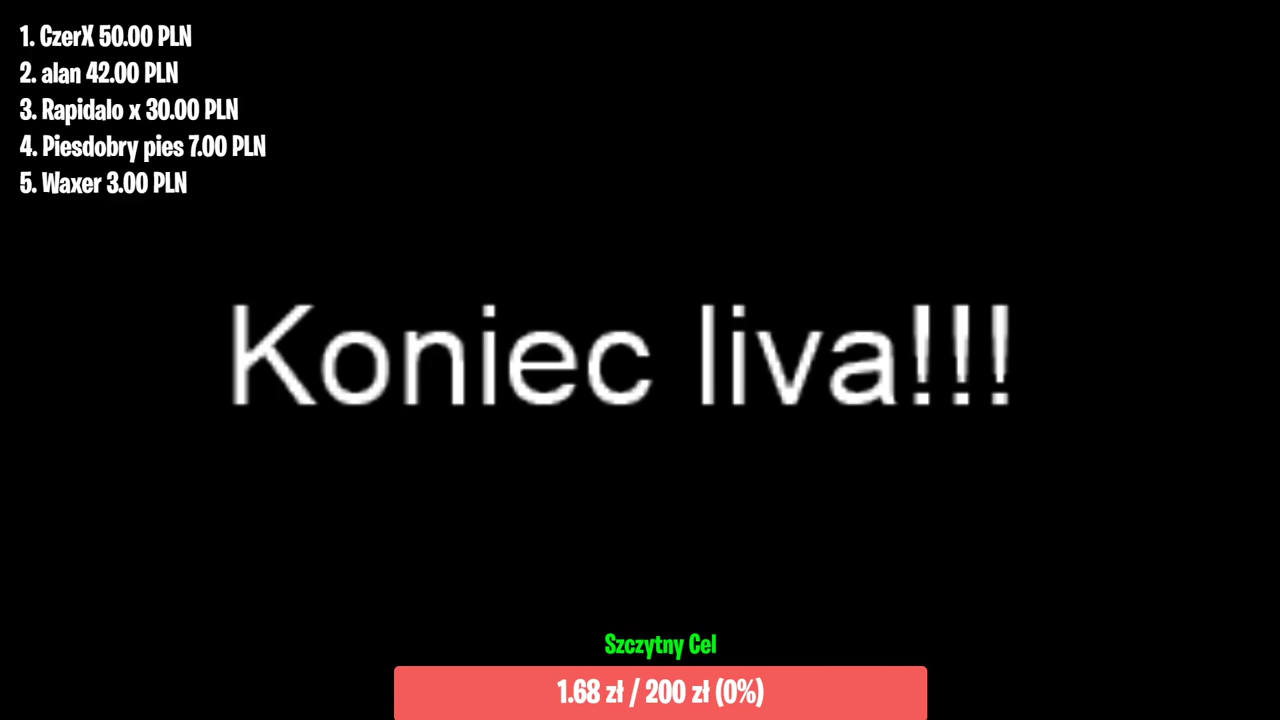 1. CzerX 50.00 PLN
2. alan 42.00 PLN
3. Rapidalo x 30.00 PLN
4. Piesdobry pies 7.00 PLN
5. Waxer 3.00 PLN
Koniec liva!!!
Szczytny Cel
1.68 zł / 200 zł (0%)